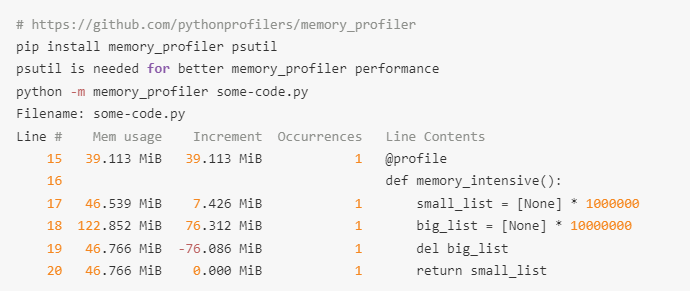 # https://github.com/pythonprofilers/memory_profiler
pip install memory_profiler psutil
psutil is needed for better memory_profiler performance
python -m memory_profiler some-code.py
Filename: some-code.py
Line #    Mem usage    Increment  Occurrences   Line Contents
    15   39.113 MiB   39.113 MiB            1   @profile
    16                                          def memory_intensive():
    17   46.539 MiB    7.426 MiB            1       small_list = [None] * 1000000
    18  122.852 MiB   76.312 MiB            1       big_list = [None] * 10000000
    19   46.766 MiB  -76.086 MiB            1       del big_list
    20   46.766 MiB    0.000 MiB            1       return small_list